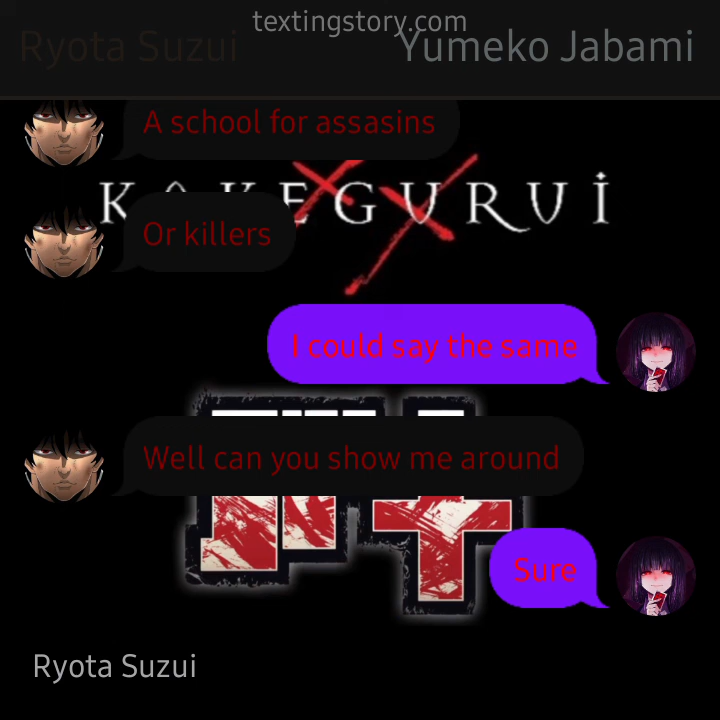 textingstory.com
Ryota Suzui
Yumeko Jabami
A school for assasins
KAKEGURUI
Or killers
I could say the same
Well can you show me around
Sure
Ryota Suzui